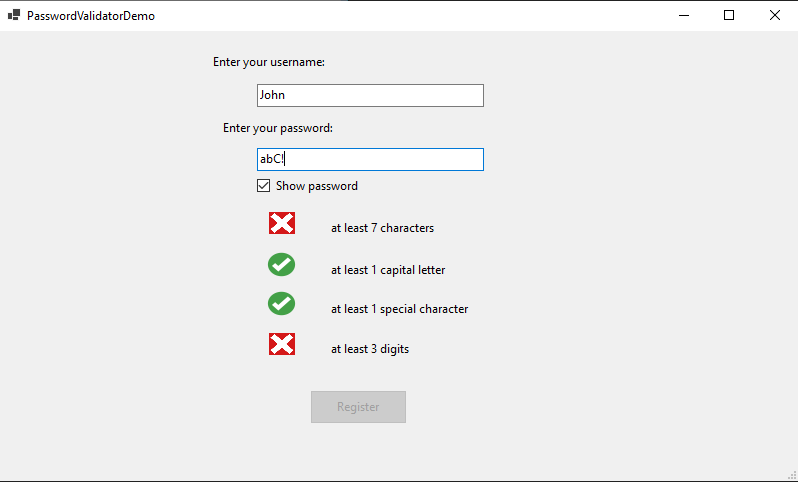 PasswordValidatorDemo
Enter your username:
John
Enter your password:
abC!
Show password
at least 7 characters
at least 1 capital letter
at least 1 special character
at least 3 digits
Register